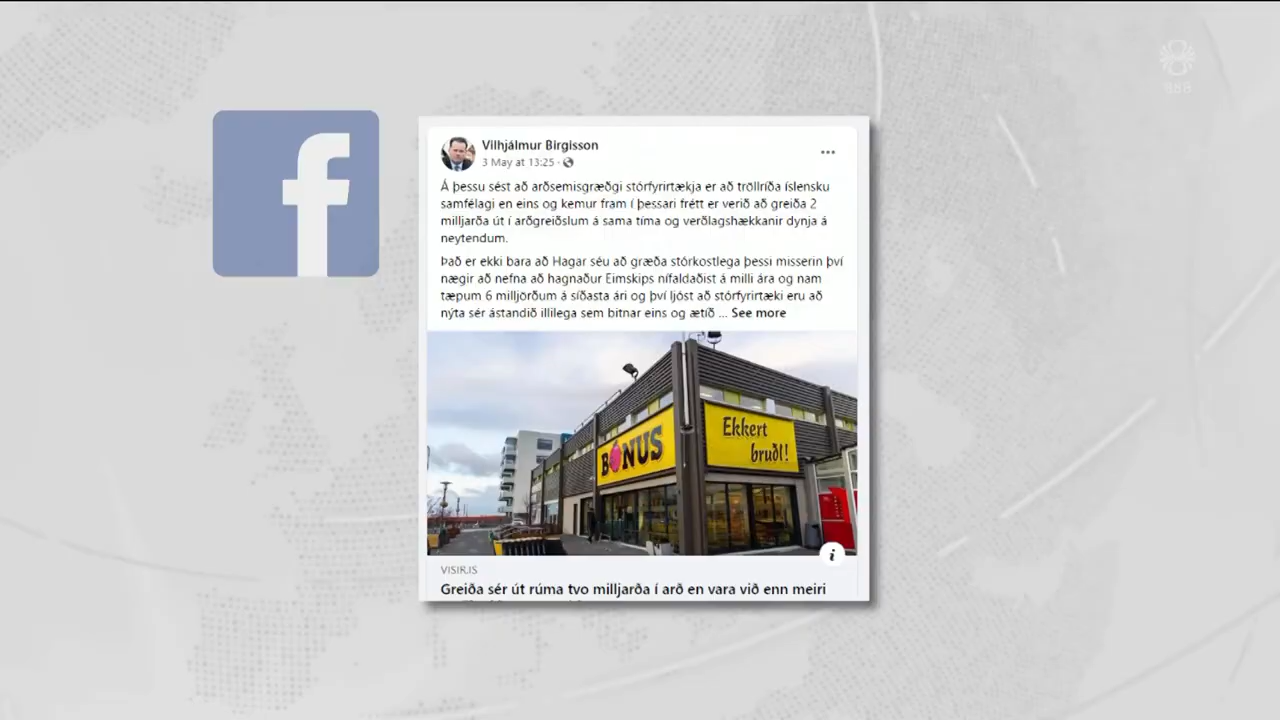 888
f
Vilhjálmur Birgisson
3 May at 13:25 ·
Á þessu sést að arðsemisgræðgi stórfyrirtækja er að tröllríða íslensku
samfélagi en eins og kemur fram í þessari frétt er verið að greiða 2
milljarða út í arðgreiðslum á sama tíma og verðlagshækkanir dynja á
neytendum.
Það er ekki bara að Hagar séu að græða stórkostlega þessi misserin því
nægir að nefna að hagnaður Eimskips nífaldaðist á milli ára og nam
tæpum 6 milljörðum á síðasta ári og því ljóst að stórfyrirtæki eru að
nýta sér ástandið illilega sem bitnar eins og ætíð ... See more
BÓNUS
Ekkert
bruðl!
VISIR.IS
Greiða sér út rúma tvo milljarða í arð en vara við enn meiri